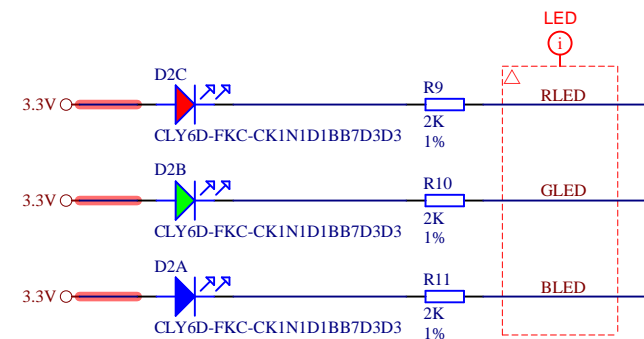 LED
i
D2C
3.3V
CLY6D-FKC-CK1N1D1BB7D3D3
R9
2K
1%
RLED
D2B
3.3V
CLY6D-FKC-CK1N1D1BB7D3D3
R10
2K
1%
GLED
D2A
3.3V
CLY6D-FKC-CK1N1D1BB7D3D3
R11
2K
1%
BLED